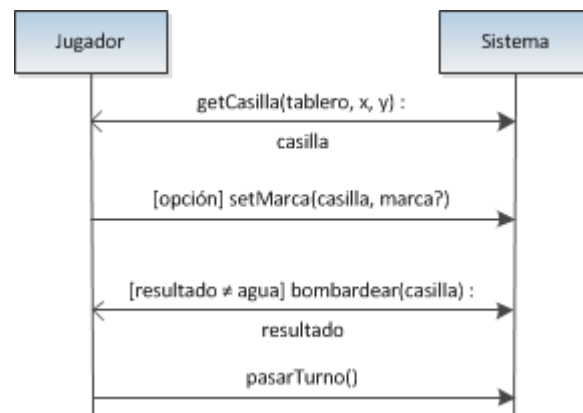 Jugador
Sistema
getCasilla(tablero, x, y) :
casilla
[opción] setMarca(casilla, marca?)
[resultado ≠ agua] bombardear(casilla) :
resultado
pasarTurno()